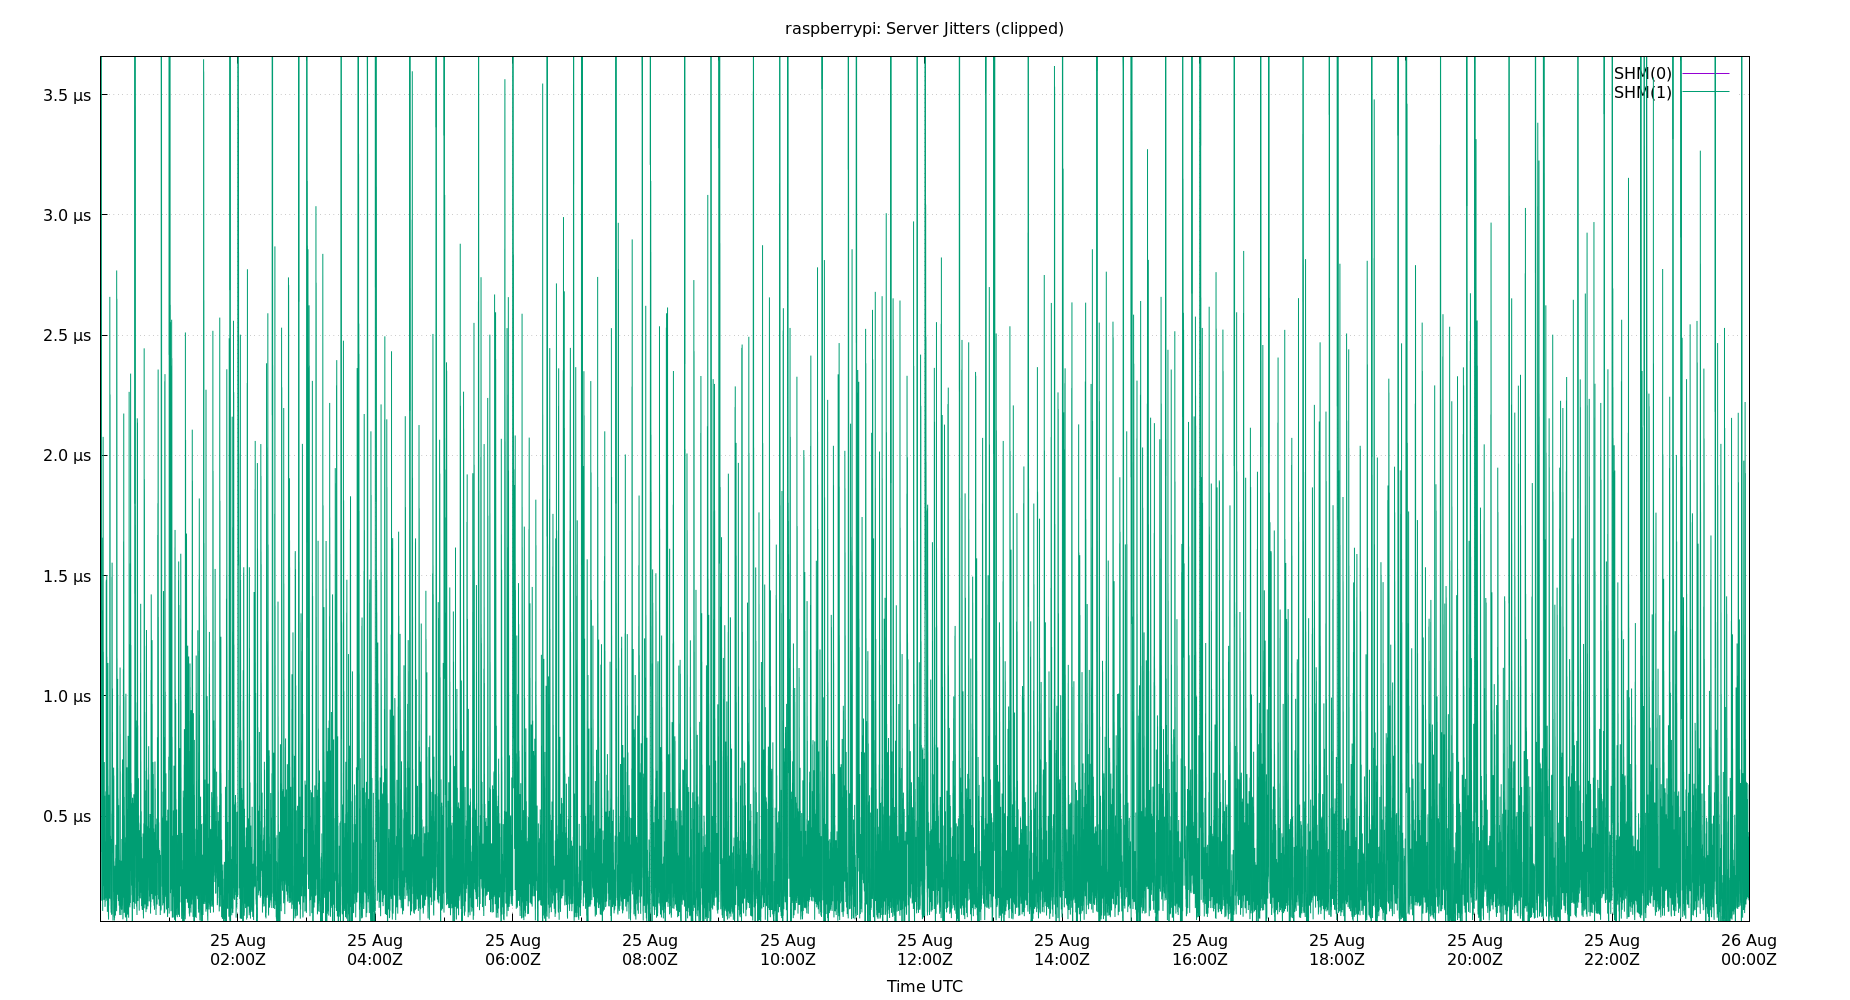 raspberrypi: Server Jitters (clipped)
SHM(0)
SHM(1)
3.5 µs
3.0 µs
2.5 µs
2.0 µs
1.5 µs
1.0 µs
0.5 µs
25 Aug 25 Aug 25 Aug 25 Aug 25 Aug 25 Aug 25 Aug 25 Aug 25 Aug 25 Aug 25 Aug 26 Aug
02:00Z 04:00Z 06:00Z 08:00Z 10:00Z 12:00Z 14:00Z 16:00Z 18:00Z 20:00Z 22:00Z 00:00Z
Time UTC